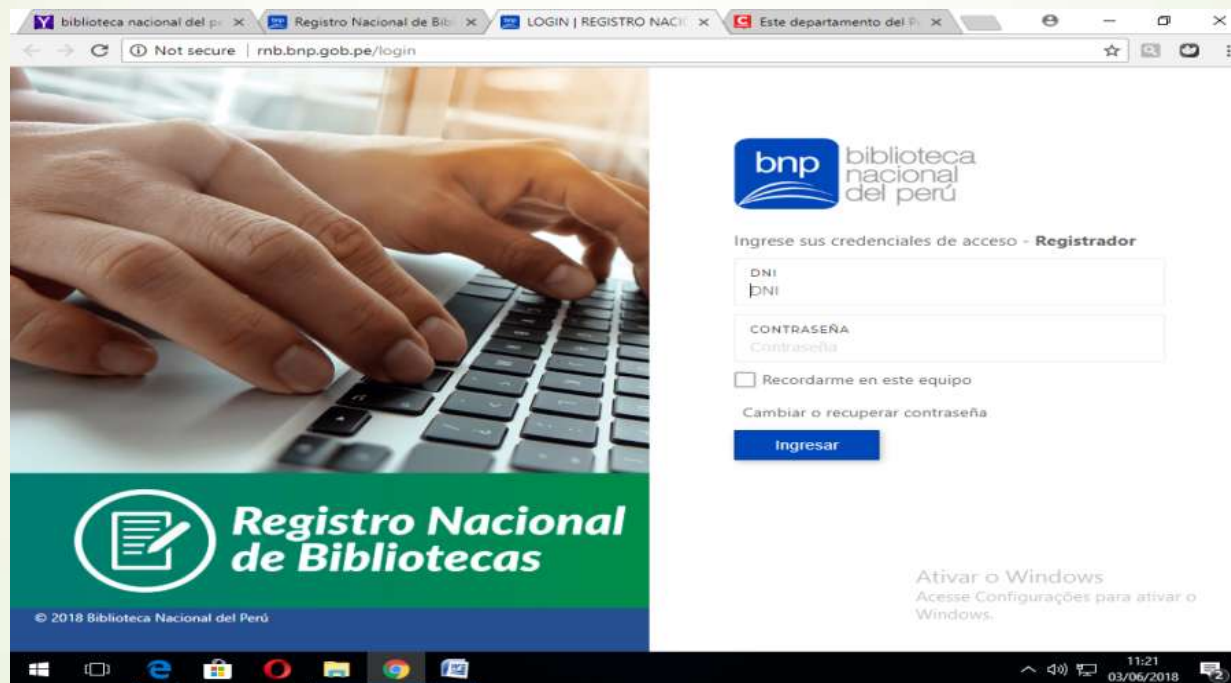 biblioteca nacional del p
Registro Nacional de Bib
LOGIN | REGISTRO NACI
Este departamento del P
Not secure | rnb.bnp.gob.pe/login
bnp
biblioteca
nacional
del perú
Ingrese sus credenciales de acceso - Registrador
DNI
DNI
CONTRASEÑA
Contraseña
Recordarme en este equipo
Cambiar o recuperar contraseña
Ingresar
Registro Nacional
de Bibliotecas
© 2018 Biblioteca Nacional del Perú
Ativar o Windows
Acesse Configurações para ativar o
Windows.
11:21
03/06/2018